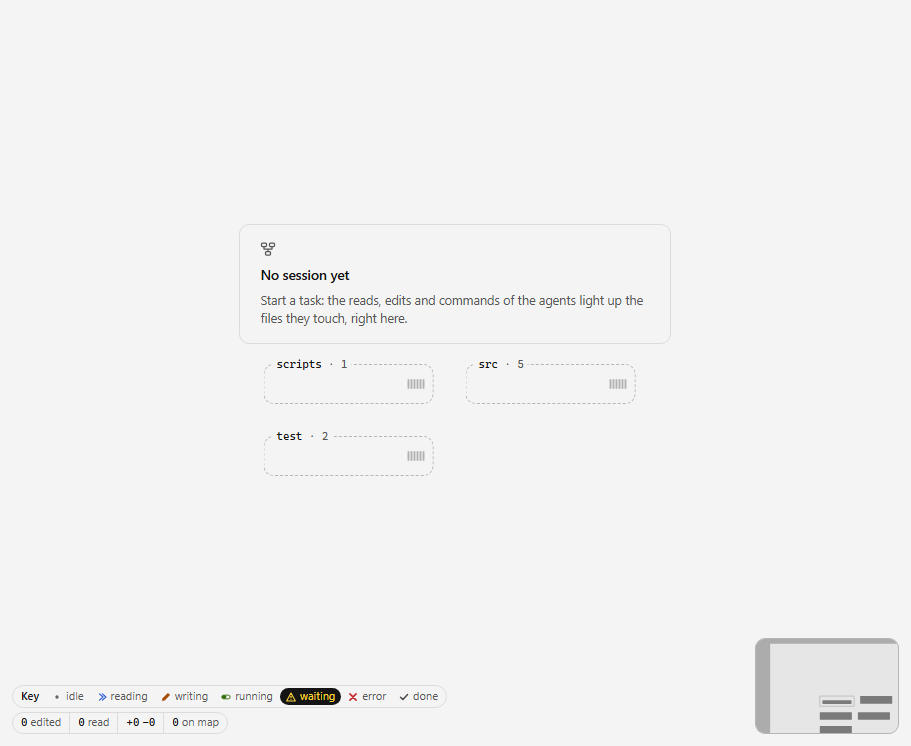 No session yet
Start a task: the reads, edits and commands of the agents light up the
files they touch, right here.
scripts · 1
src · 5
test · 2
Key idle reading writing running waiting error done
0 edited 0 read +0 −0 0 on map